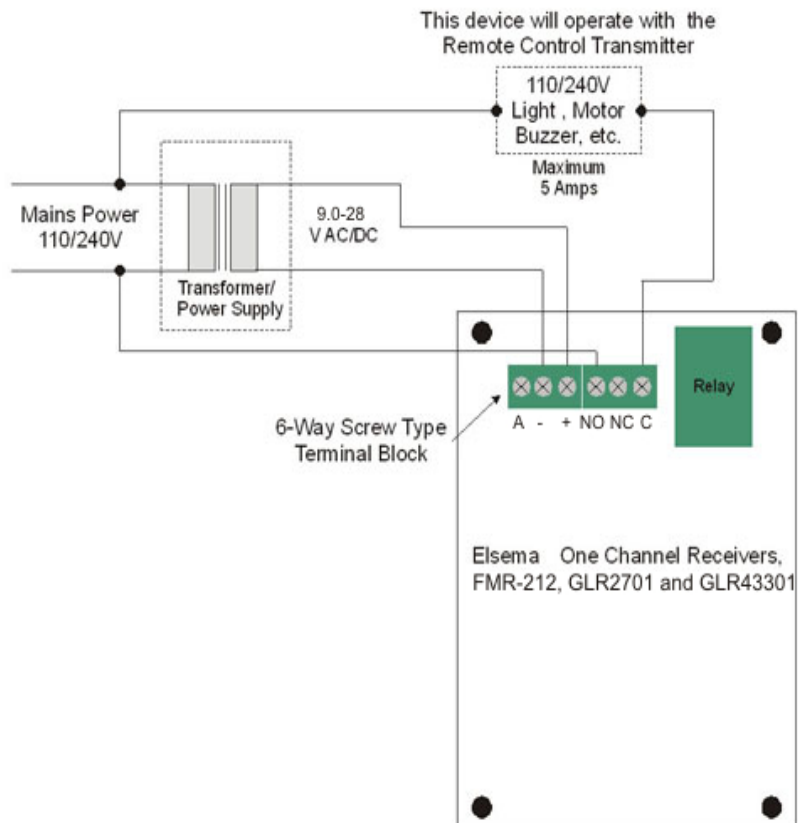 This device will operate with the
Remote Control Transmitter
110/240V
Light , Motor
Buzzer, etc.
Maximum
5 Amps
Mains Power
110/240V
9.0-28
V AC/DC
Transformer/
Power Supply
Relay
6-Way Screw Type
Terminal Block
A - + NO NC C
Elsema One Channel Receivers,
FMR-212, GLR2701 and GLR43301